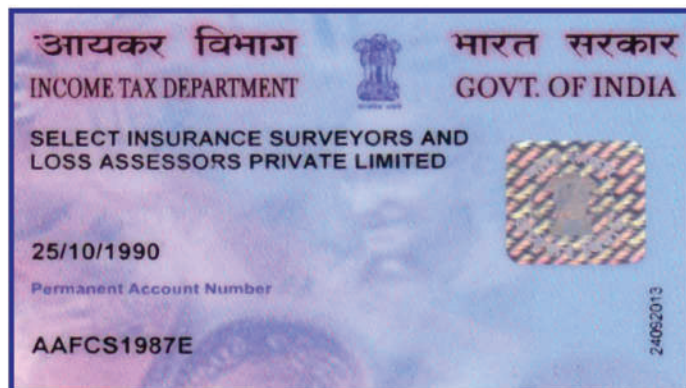 आयकर विभाग
भारत सरकार
INCOME TAX DEPARTMENT
GOVT. OF INDIA
SELECT INSURANCE SURVEYORS AND
LOSS ASSESSORS PRIVATE LIMITED
25/10/1990
Permanent Account Number
AAFCS1987E
24092013